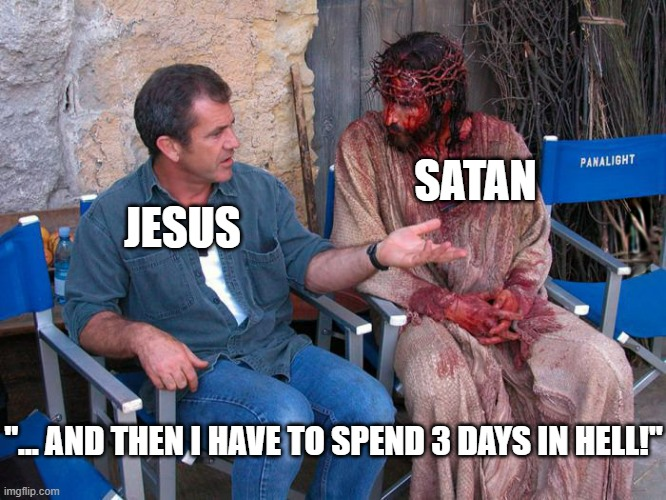 PANALIGHT
SATAN
JESUS
"... AND THEN I HAVE TO SPEND 3 DAYS IN HELL!"
imgflip.com